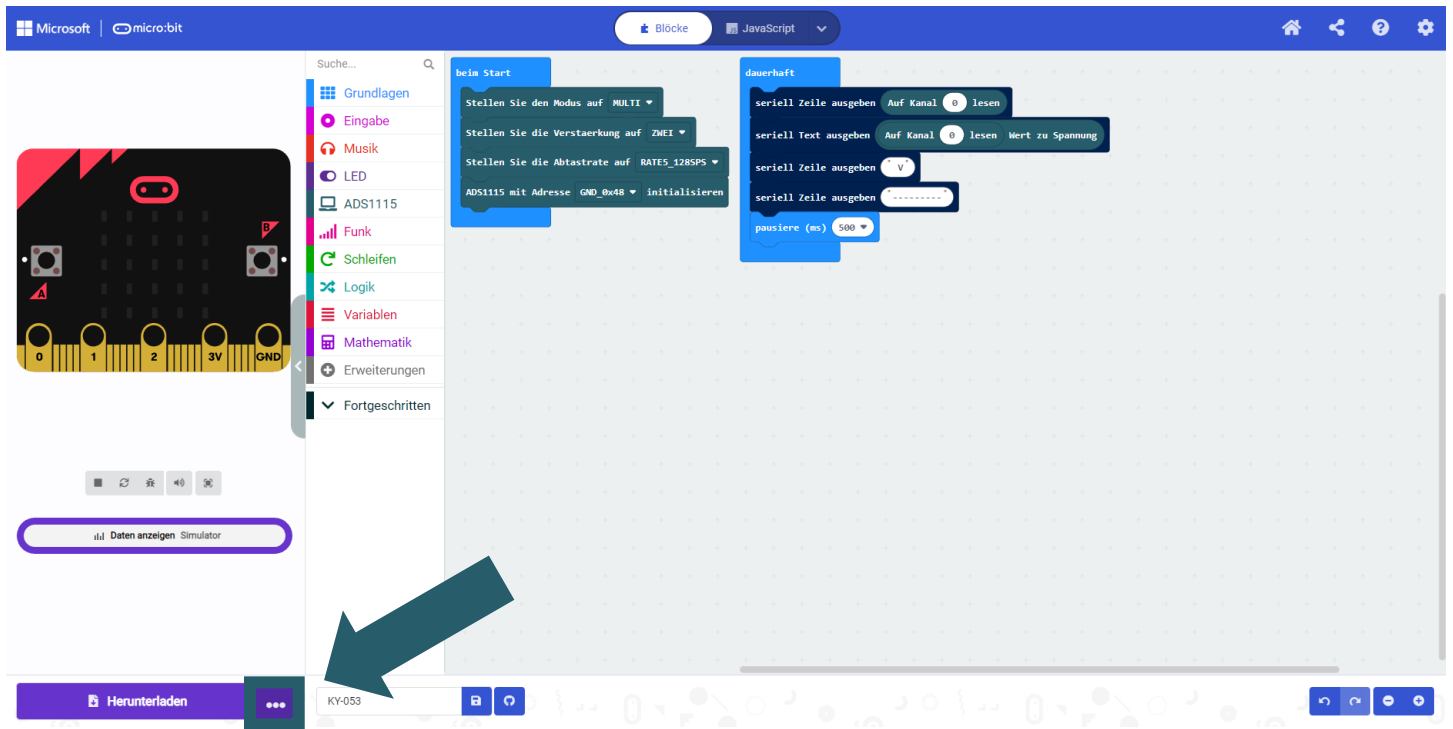 Microsoft micro:bit
Blöcke JavaScript
Suche...
Grundlagen
Eingabe
Musik
LED
ADS1115
Funk
Schleifen
Logik
Variablen
Mathematik
Erweiterungen
Fortgeschritten
beim Start
Stellen Sie den Modus auf MULTI
Stellen Sie die Verstaerkung auf ZWEI
Stellen Sie die Abtastrate auf RATE5_128SPS
ADS1115 mit Adresse GND_0x48 initialisieren
dauerhaft
seriell Zeile ausgeben Auf Kanal 0 lesen
seriell Text ausgeben Auf Kanal 0 lesen Wert zu Spannung
seriell Zeile ausgeben " V"
seriell Zeile ausgeben "---------"
pausiere (ms) 500
B
A
0 1 2 3V GND
Daten anzeigen Simulator
Herunterladen
KY-053